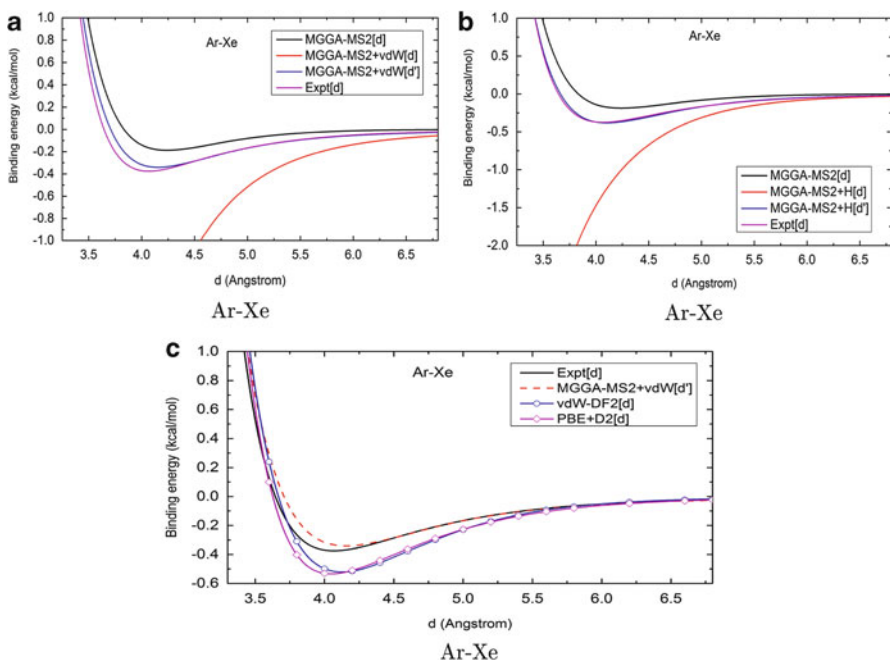 a
Ar-Xe
MGGA-MS2[d]
MGGA-MS2+vdW[d]
MGGA-MS2+vdW[d']
Expt[d]
Binding energy (kcal/mol)
1.0
0.8
0.6
0.4
0.2
0.0
-0.2
-0.4
-0.6
-0.8
-1.0
3.5 4.0 4.5 5.0 5.5 6.0 6.5
d (Angstrom)
Ar-Xe
b
Ar-Xe
MGGA-MS2[d]
MGGA-MS2+H[d]
MGGA-MS2+H[d']
Expt[d]
Binding energy (kcal/mol)
1.0
0.5
0.0
-0.5
-1.0
-1.5
-2.0
3.5 4.0 4.5 5.0 5.5 6.0 6.5
d (Angstrom)
Ar-Xe
c
Ar-Xe
Expt[d]
MGGA-MS2+vdW[d']
vdW-DF2[d]
PBE+D2[d]
Binding energy (kcal/mol)
1.0
0.8
0.6
0.4
0.2
0.0
-0.2
-0.4
-0.6
3.5 4.0 4.5 5.0 5.5 6.0 6.5
d (Angstrom)
Ar-Xe